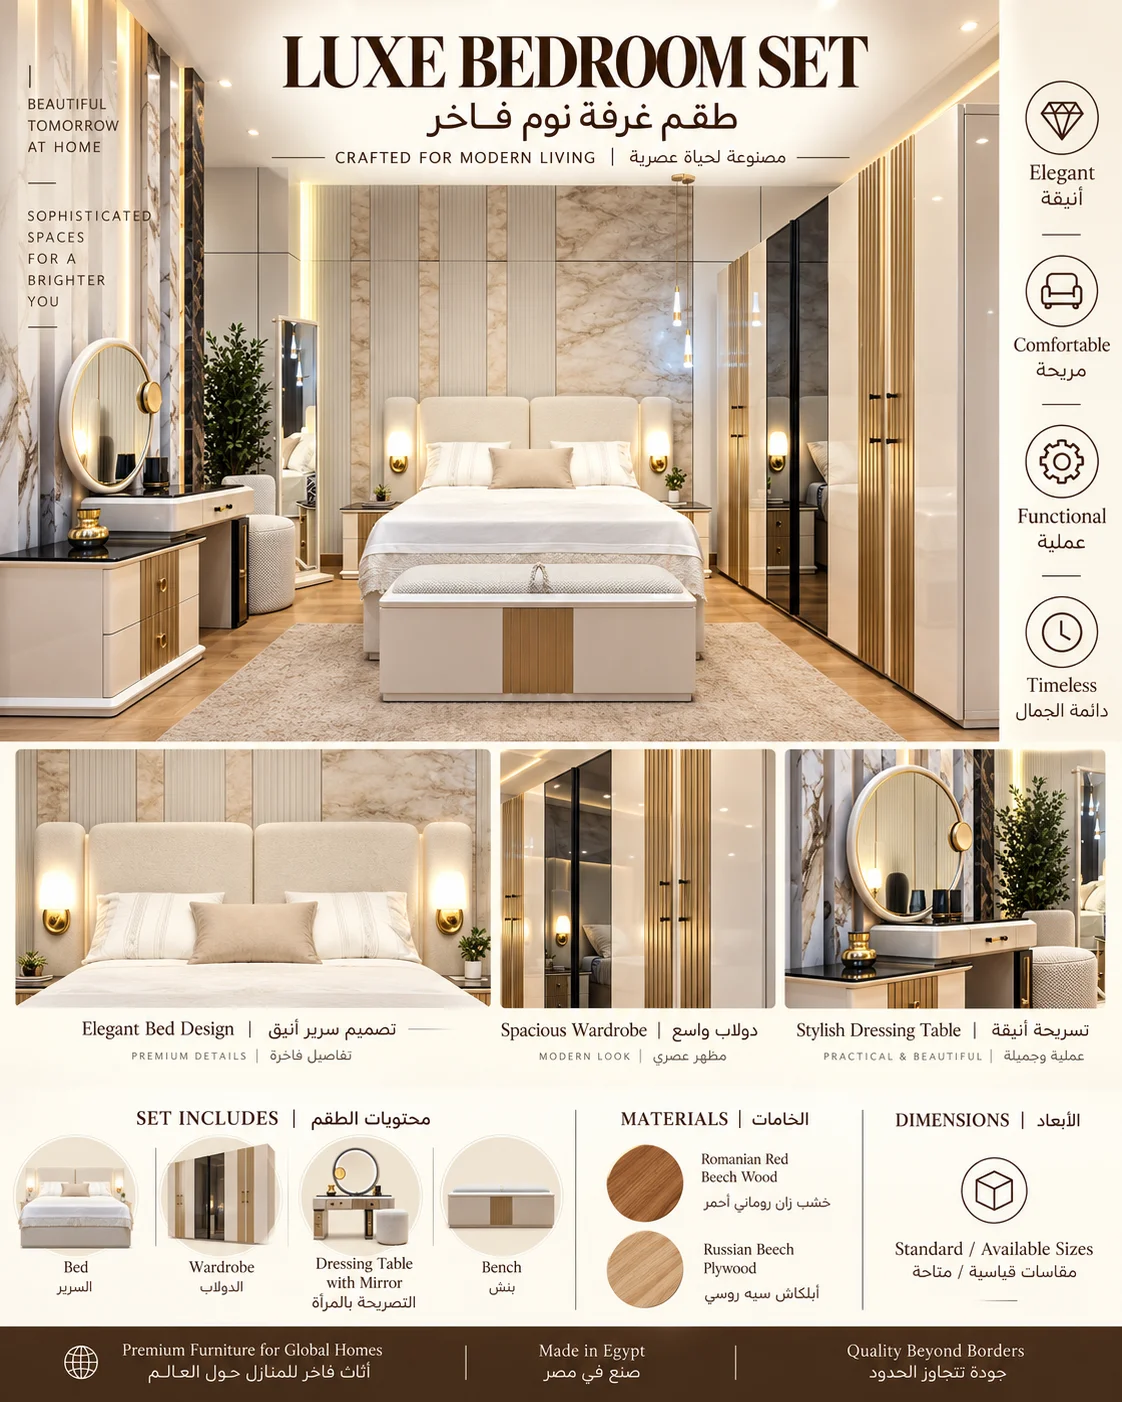 LUXE BEDROOM SET
طقم غرفة نوم فاخر
CRAFTED FOR MODERN LIVING | مصنوعة لحياة عصرية
BEAUTIFUL
TOMORROW
AT HOME
SOPHISTICATED
SPACES
FOR A
BRIGHTER
YOU
Elegant
أنيقة
Comfortable
مريحة
Functional
عملية
Timeless
دائمة الجمال
Elegant Bed Design | تصميم سرير أنيق
PREMIUM DETAILS | تفاصيل فاخرة
Spacious Wardrobe | دولاب واسع
MODERN LOOK | مظهر عصري
Stylish Dressing Table | تسريحة أنيقة
PRACTICAL & BEAUTIFUL | عملية وجميلة
SET INCLUDES | محتويات الطقم
Bed
السرير
Wardrobe
الدولاب
Dressing Table
with Mirror
التصريحة بالمرأة
Bench
بنش
MATERIALS | الخامات
Romanian Red
Beech Wood
خشب زان روماني أحمر
Russian Beech
Plywood
أبلكاش سيه روسي
DIMENSIONS | الأبعاد
Standard / Available Sizes
مقاسات قياسية / متاحة
Premium Furniture for Global Homes
أثاث فاخر للمنازل حول العالم
Made in Egypt
صنع في مصر
Quality Beyond Borders
جودة تتجاوز الحدود